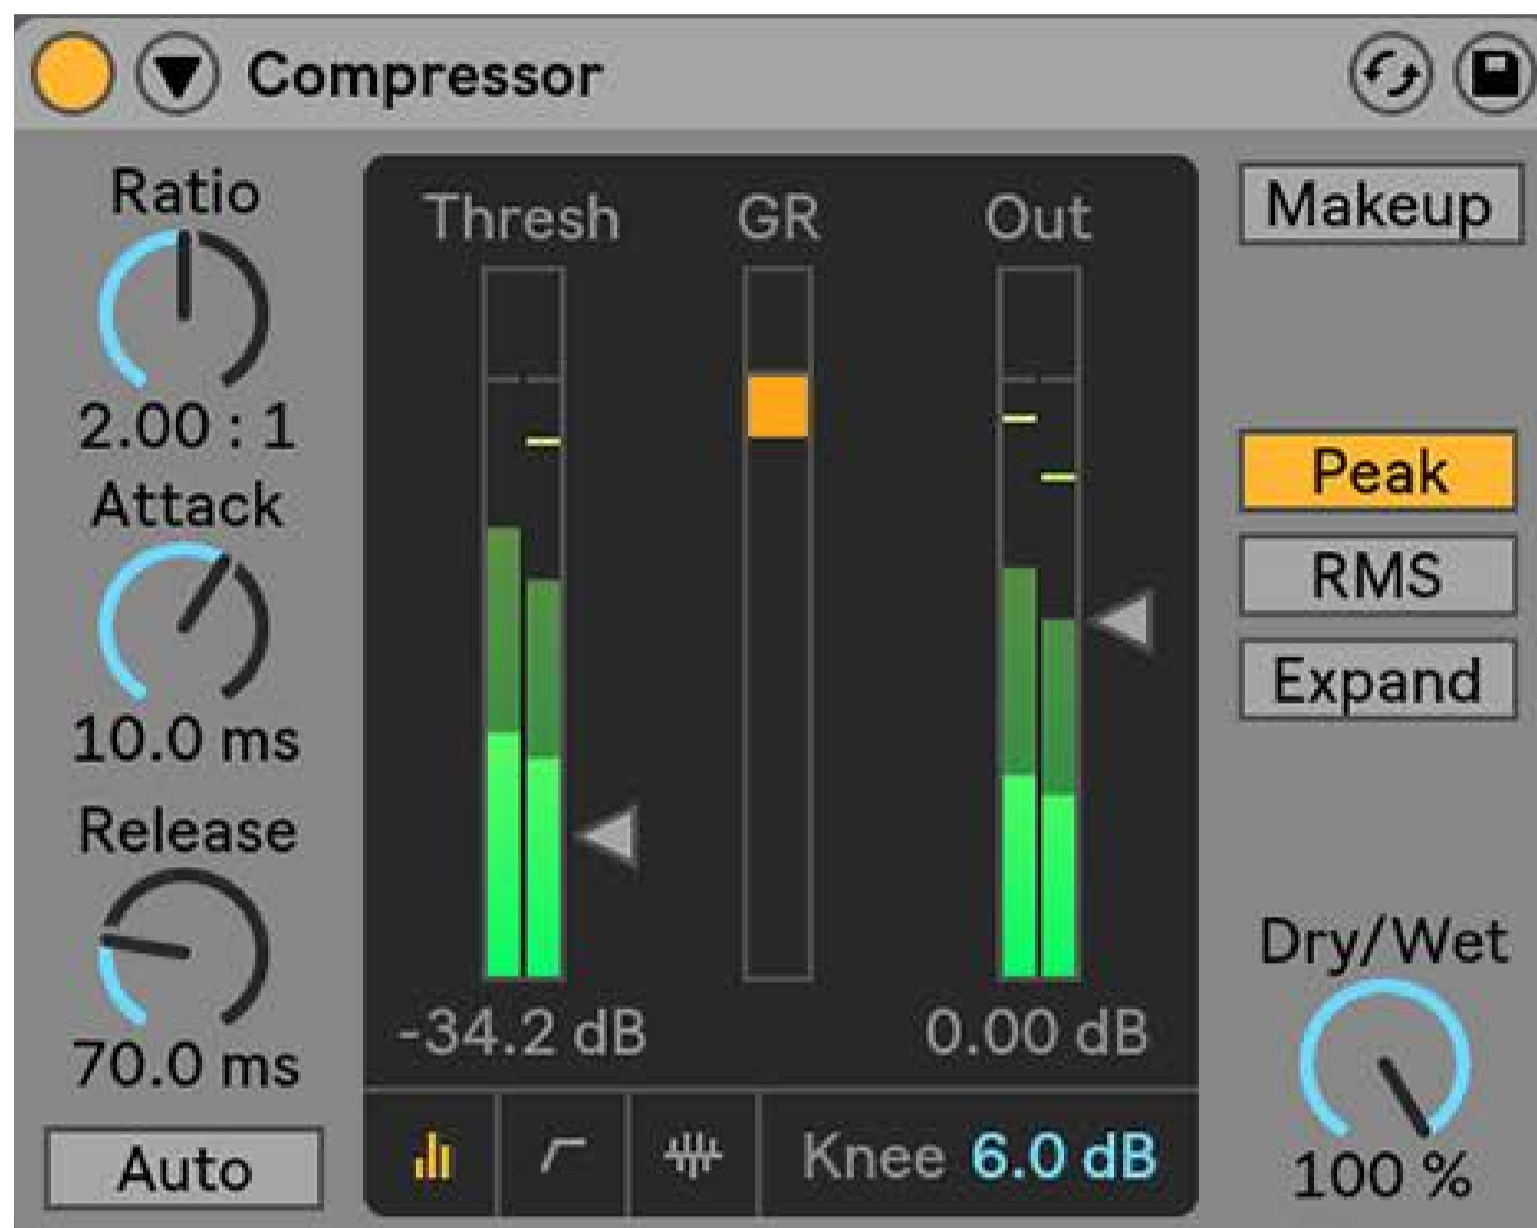 Compressor
Ratio
2.00 : 1
Attack
10.0 ms
Release
70.0 ms
Auto
Thresh
GR
Out
-34.2 dB
0.00 dB
Knee 6.0 dB
Makeup
Peak
RMS
Expand
Dry/Wet
100 %